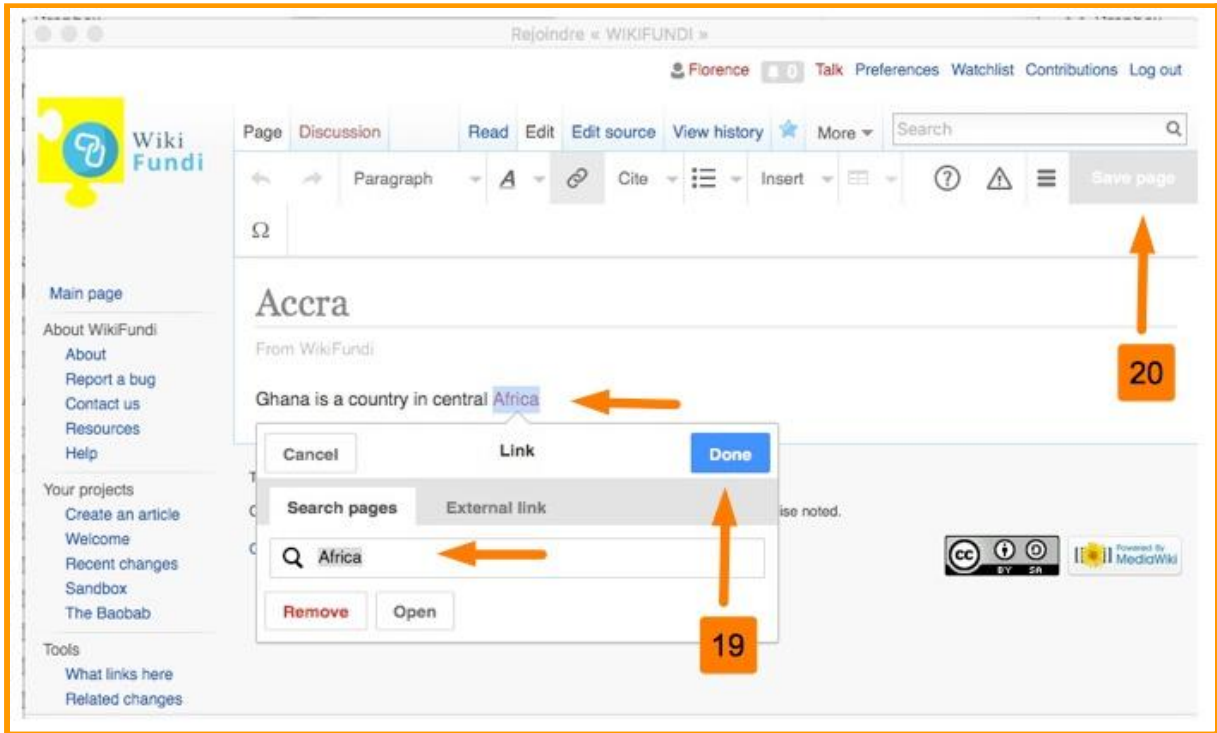 Rejoindre « WIKIFUNDI »
Florence 0 Talk Preferences Watchlist Contributions Log out
Wiki
Fundi
Page Discussion Read Edit Edit source View history More Search
Paragraph A Cite Insert Save page
Ω
Main page
About WikiFundi
About
Report a bug
Contact us
Resources
Help
Your projects
Create an article
Welcome
Recent changes
Sandbox
The Baobab
Tools
What links here
Related changes
Accra
From WikiFundi
Ghana is a country in central Africa
Cancel Link Done
Search pages External link
Africa
Remove Open
ise noted.
cc BY SA
Powered By
MediaWiki
19
20